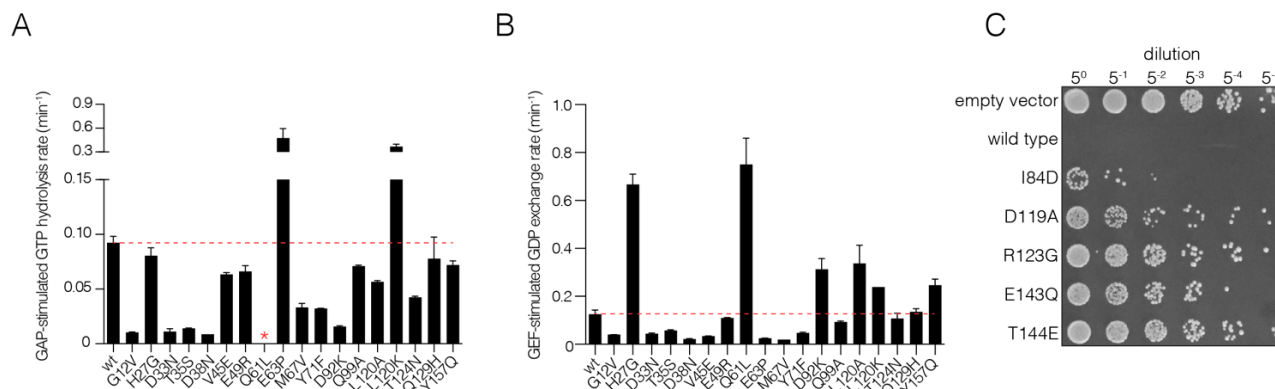 A
GAP-stimulated GTP hydrolysis rate (min⁻¹)
0.9
0.6
0.3
0.15
0.10
0.05
0
*
wt
G12V
H27G
D33N
T35S
D38N
V45E
E49R
Q61L
E63P
M67V
Y71F
D92K
Q99A
L120A
L120K
T124N
Q129H
Y157Q
B
GEF-stimulated GDP exchange rate (min⁻¹)
1.0
0.8
0.6
0.4
0.2
0
wt
G12V
H27G
D33N
T35S
D38N
V45E
E49R
Q61L
E63P
M67V
Y71F
D92K
Q99A
L120A
L120K
T124N
Q129H
Y157Q
C
dilution
5⁰ 5⁻¹ 5⁻² 5⁻³ 5⁻⁴
empty vector
wild type
I84D
D119A
R123G
E143Q
T144E